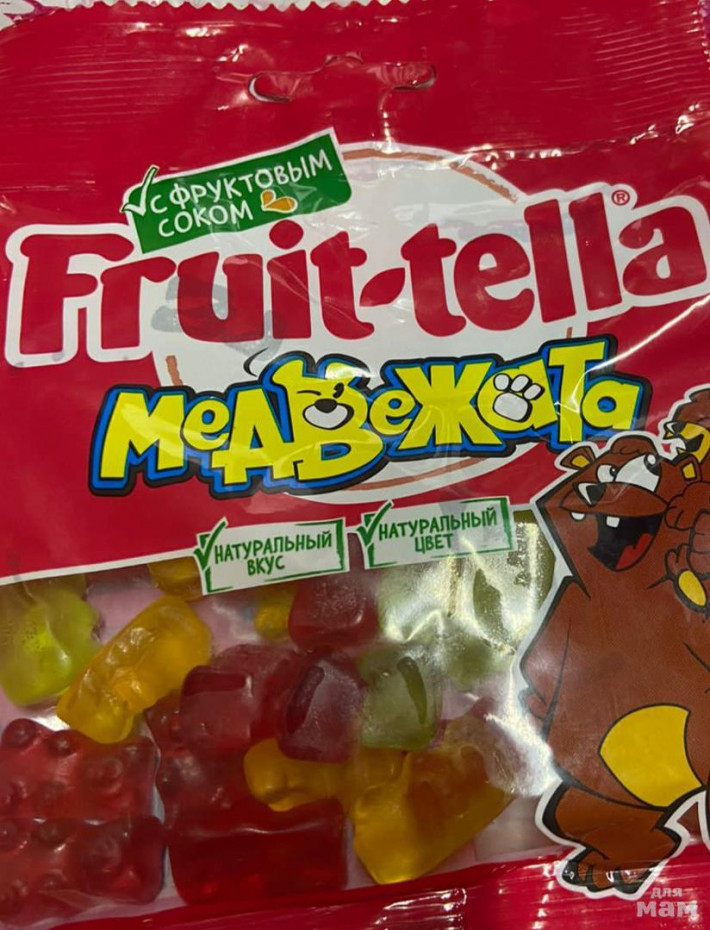 С ФРУКТОВЫМ
СОКОМ
Fruit-tella®
МеДВеЖаТа
НАТУРАЛЬНЫЙ
ВКУС
НАТУРАЛЬНЫЙ
ЦВЕТ
для
мам